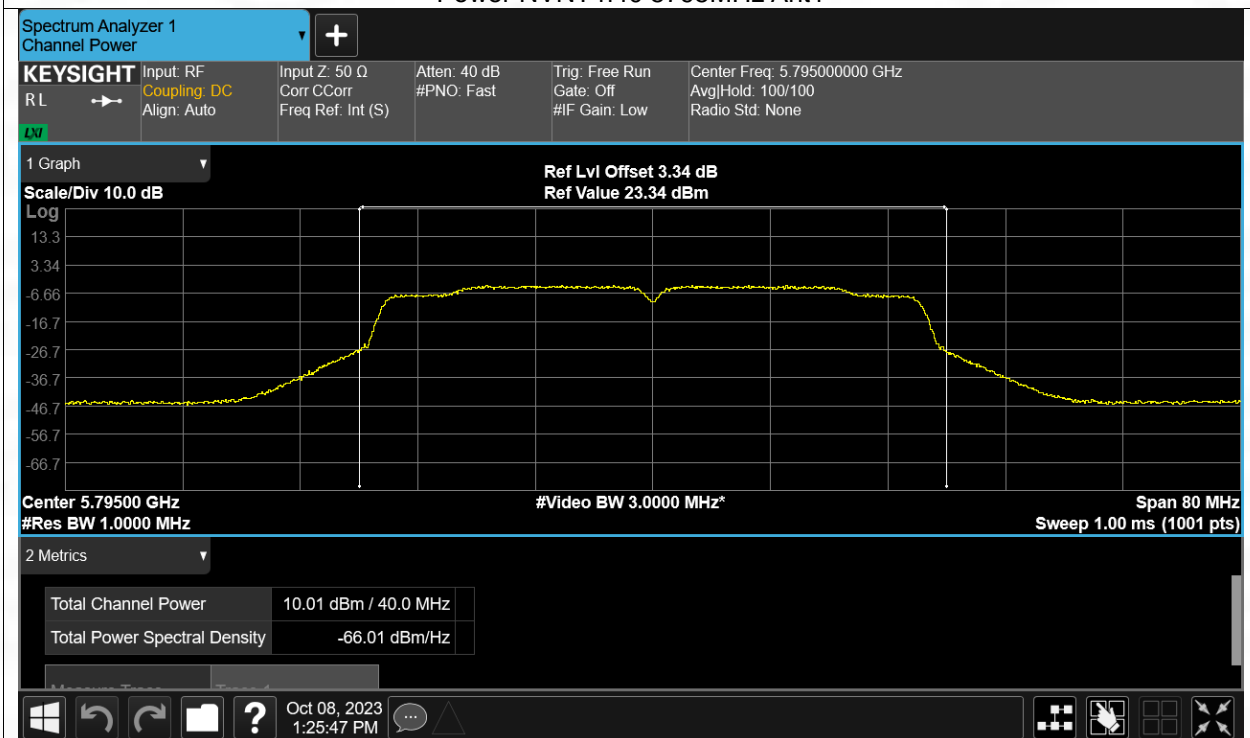 Spectrum Analyzer 1
Channel Power
KEYSIGHT
R L
LXI
Input: RF
Coupling: DC
Align: Auto
Input Z: 50 Ω
Corr CCorr
Freq Ref: Int (S)
Atten: 40 dB
#PNO: Fast
Trig: Free Run
Gate: Off
#IF Gain: Low
Center Freq: 5.795000000 GHz
Avg|Hold: 100/100
Radio Std: None
1 Graph
Scale/Div 10.0 dB
Ref Lvl Offset 3.34 dB
Ref Value 23.34 dBm
Log
13.3
3.34
-6.66
-16.7
-26.7
-36.7
-46.7
-56.7
-66.7
Center 5.79500 GHz
#Video BW 3.0000 MHz*
Span 80 MHz
#Res BW 1.0000 MHz
Sweep 1.00 ms (1001 pts)
2 Metrics
Total Channel Power 10.01 dBm / 40.0 MHz
Total Power Spectral Density -66.01 dBm/Hz
?
Oct 08, 2023
1:25:47 PM